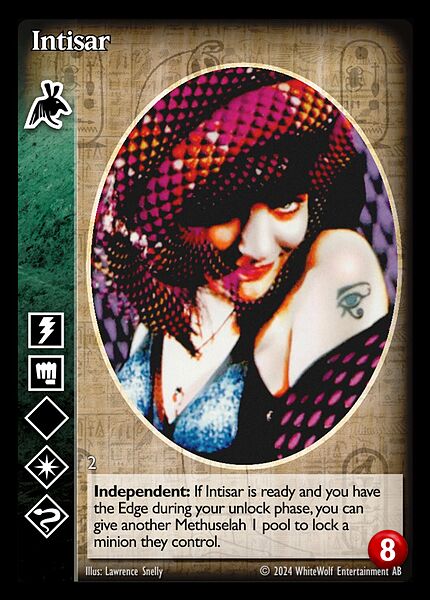 Intisar
2
Independent: If Intisar is ready and you have
the Edge during your unlock phase, you can
give another Methuselah 1 pool to lock a
minion they control.
8
Illus: Lawrence Snelly
© 2024 WhiteWolf Entertainment AB